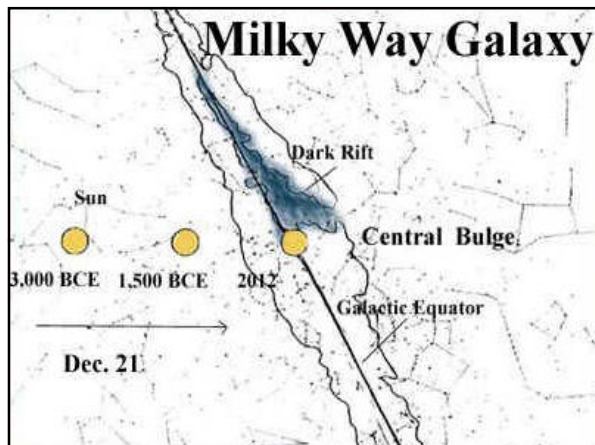 Milky Way Galaxy
Dark Rift
Sun
Central Bulge
3,000 BCE 1,500 BCE 2012
Galactic Equator
Dec. 21